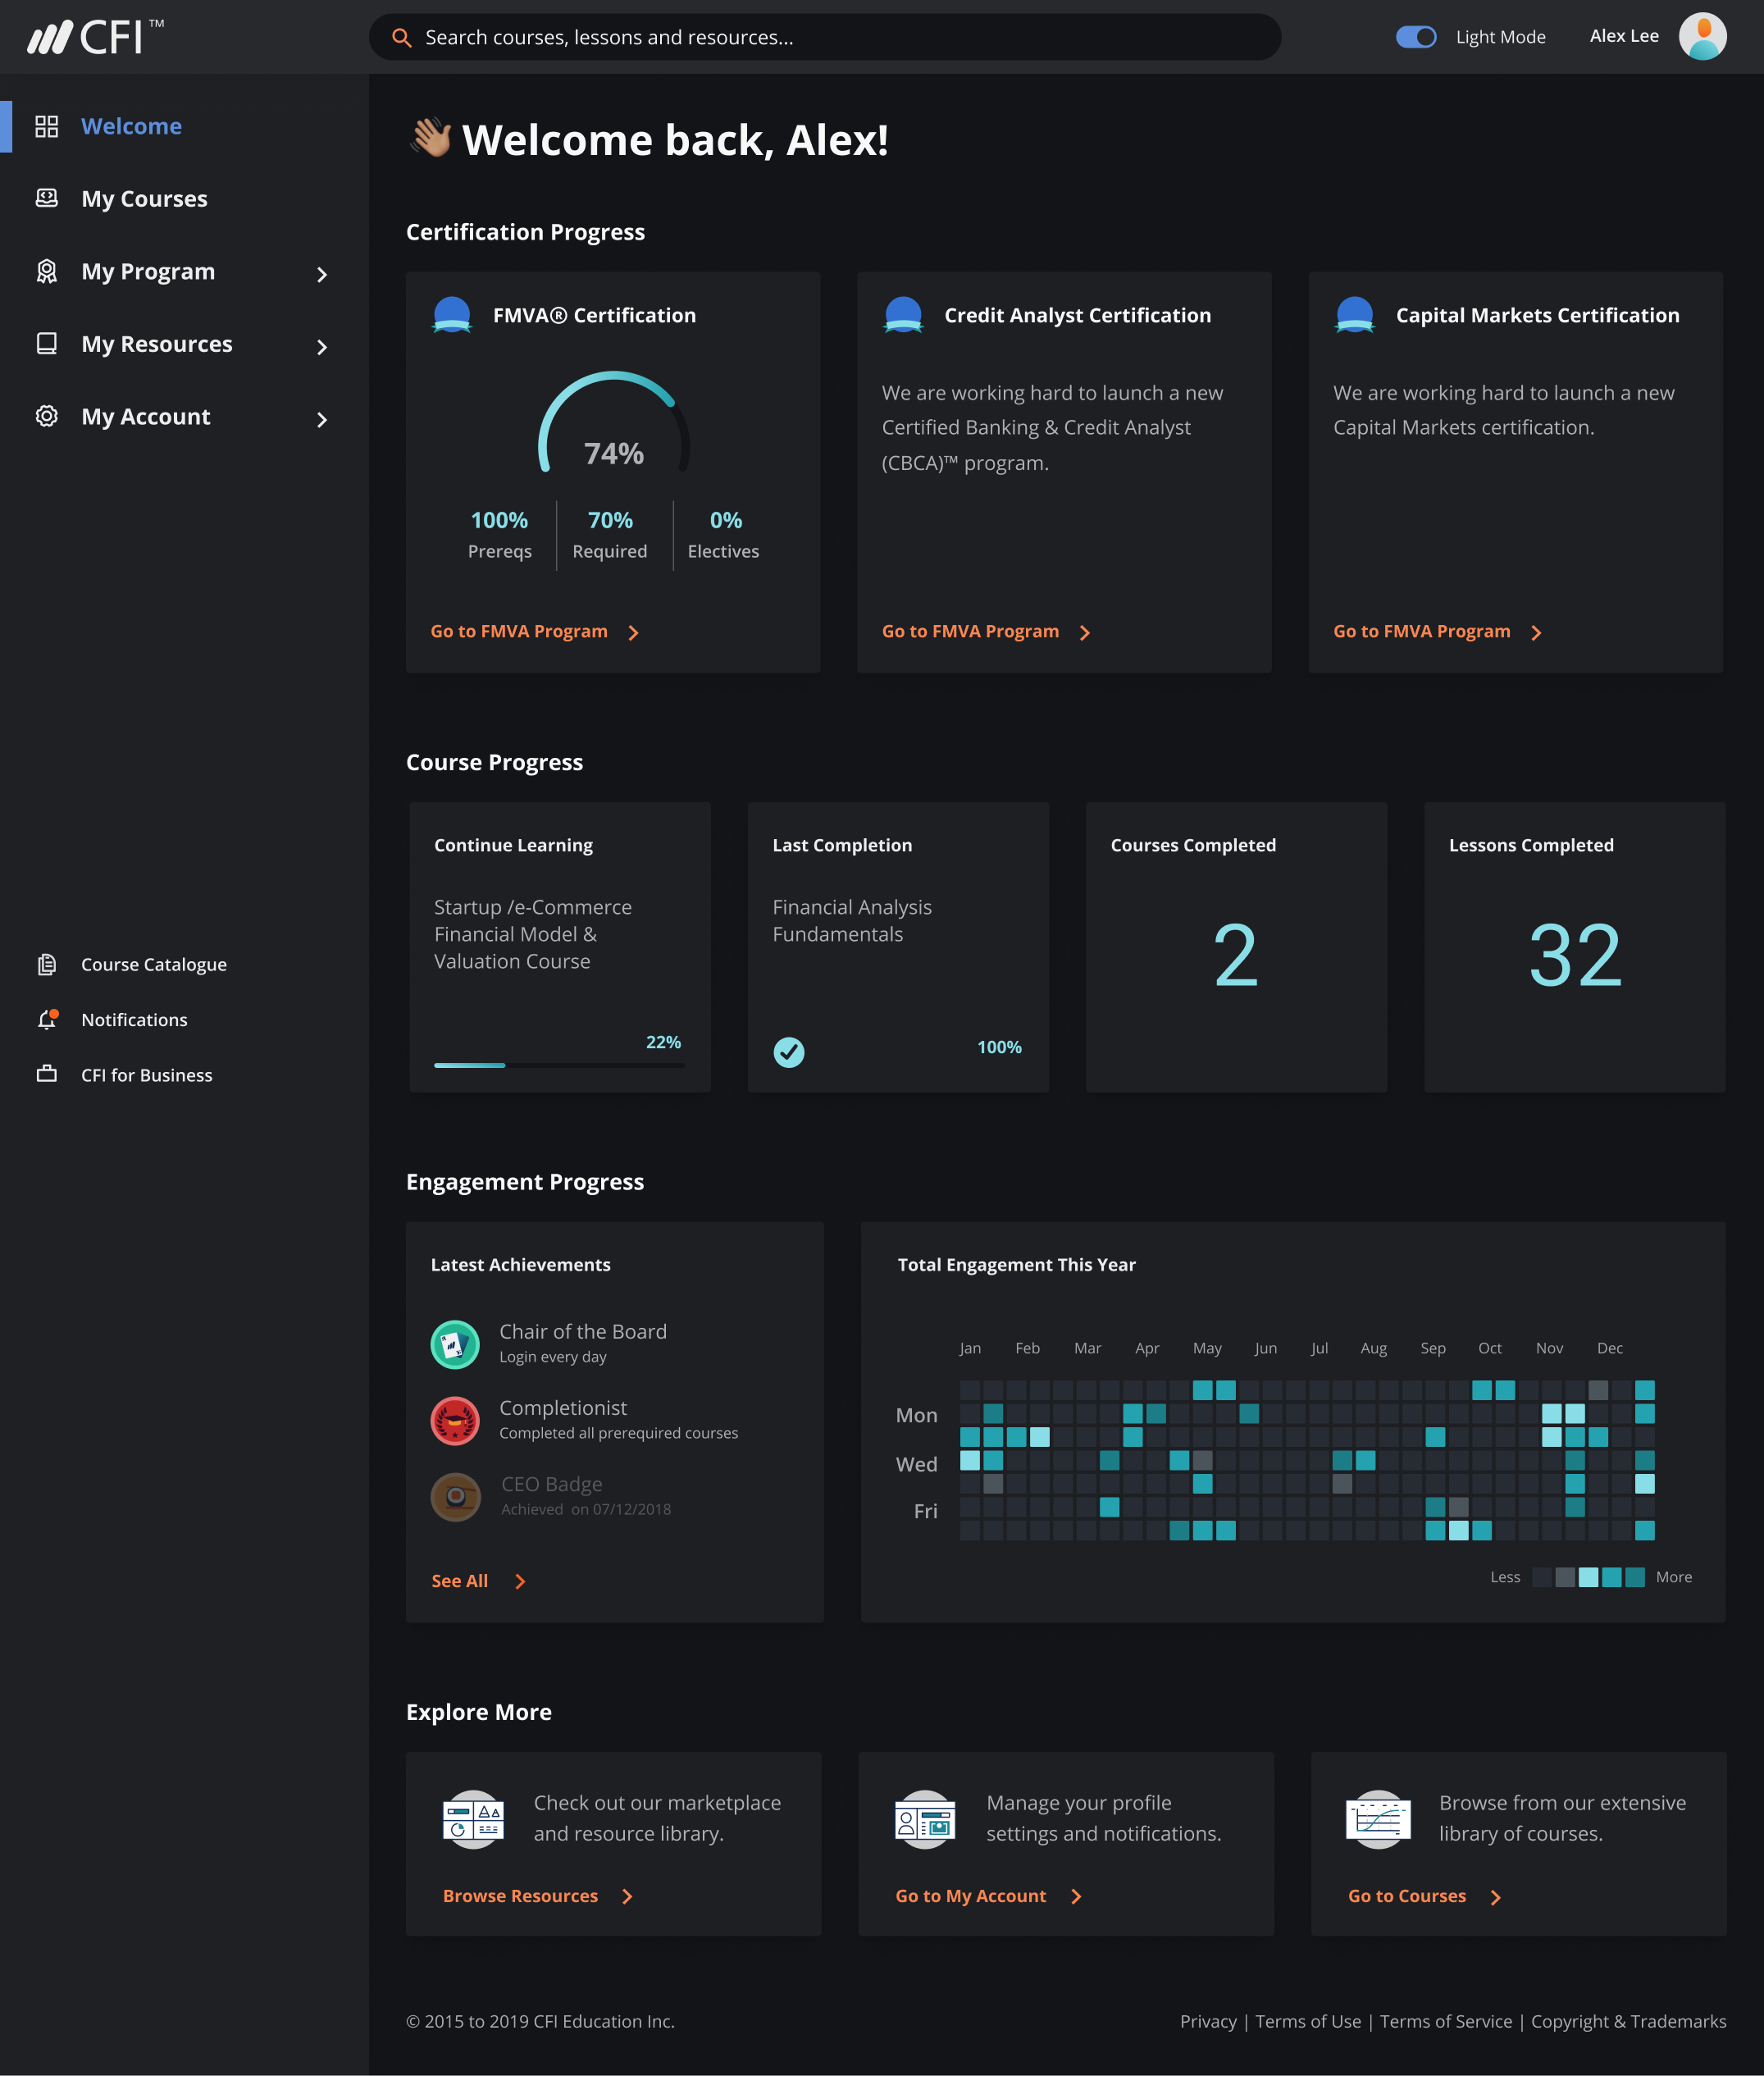 CFI™
Search courses, lessons and resources...
Light Mode
Alex Lee
Welcome
My Courses
My Program
My Resources
My Account
Course Catalogue
Notifications
CFI for Business
Welcome back, Alex!
Certification Progress
FMVA® Certification
74%
100%
Prereqs
70%
Required
0%
Electives
Go to FMVA Program
Credit Analyst Certification
We are working hard to launch a new
Certified Banking & Credit Analyst
(CBCA)™ program.
Go to FMVA Program
Capital Markets Certification
We are working hard to launch a new
Capital Markets certification.
Go to FMVA Program
Course Progress
Continue Learning
Startup /e-Commerce
Financial Model &
Valuation Course
22%
Last Completion
Financial Analysis
Fundamentals
100%
Courses Completed
2
Lessons Completed
32
Engagement Progress
Latest Achievements
Chair of the Board
Login every day
Completionist
Completed all prerequired courses
CEO Badge
Achieved on 07/12/2018
See All
Total Engagement This Year
Jan Feb Mar Apr May Jun Jul Aug Sep Oct Nov Dec
Mon
Wed
Fri
Less
More
Explore More
Check out our marketplace
and resource library.
Browse Resources
Manage your profile
settings and notifications.
Go to My Account
Browse from our extensive
library of courses.
Go to Courses
© 2015 to 2019 CFI Education Inc.
Privacy | Terms of Use | Terms of Service | Copyright & Trademarks